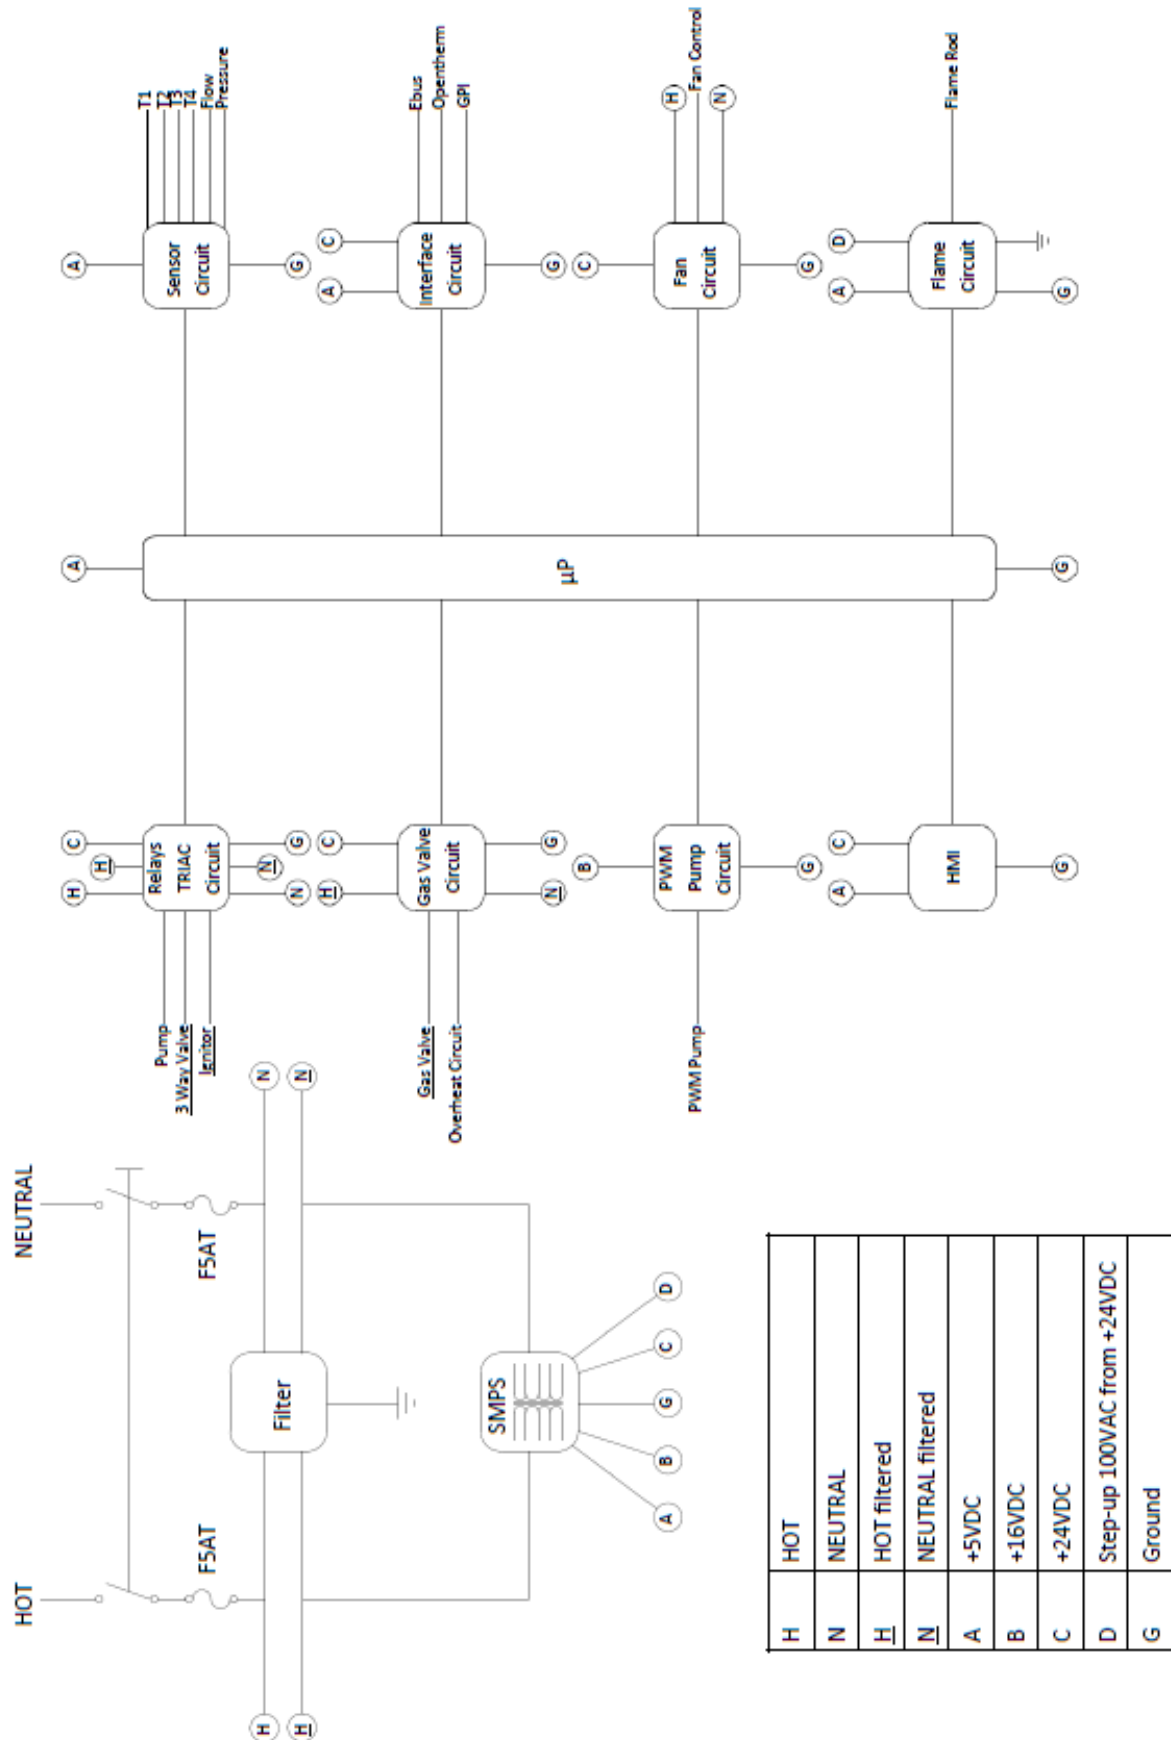 HOT
NEUTRAL
F5AT
F5AT
H
Filter
N
H
N
SMPS
A
B
G
C
D
H HOT
N NEUTRAL
H HOT filtered
N NEUTRAL filtered
A +5VDC
B +16VDC
C +24VDC
D Step-up 100VAC from +24VDC
G Ground
H
H
C
Pump
3 Way Valve
Ignitor
Relays
TRIAC
Circuit
N
N
G
H
C
Gas Valve
Overheat Circuit
Gas Valve
Circuit
N
G
B
PWM Pump
PWM
Pump
Circuit
G
A
C
HMI
G
A
µP
G
A
Sensor
Circuit
T1
T2
T3
T4
Flow
Pressure
G
A
C
Interface
Circuit
Ebus
Opentherm
GPI
G
C
Fan
Circuit
H
Fan Control
N
G
A
D
Flame
Circuit
Flame Rod
G